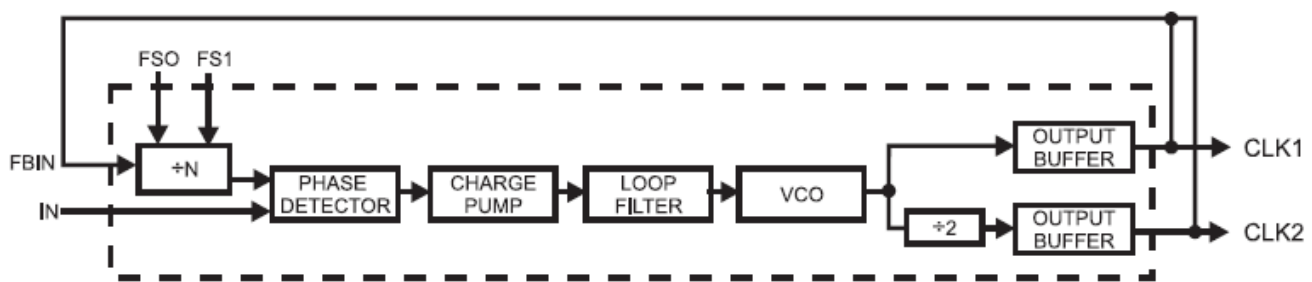 FSO FS1
FBIN
÷N
IN
PHASE
DETECTOR
CHARGE
PUMP
LOOP
FILTER
VCO
÷2
OUTPUT
BUFFER
CLK1
OUTPUT
BUFFER
CLK2